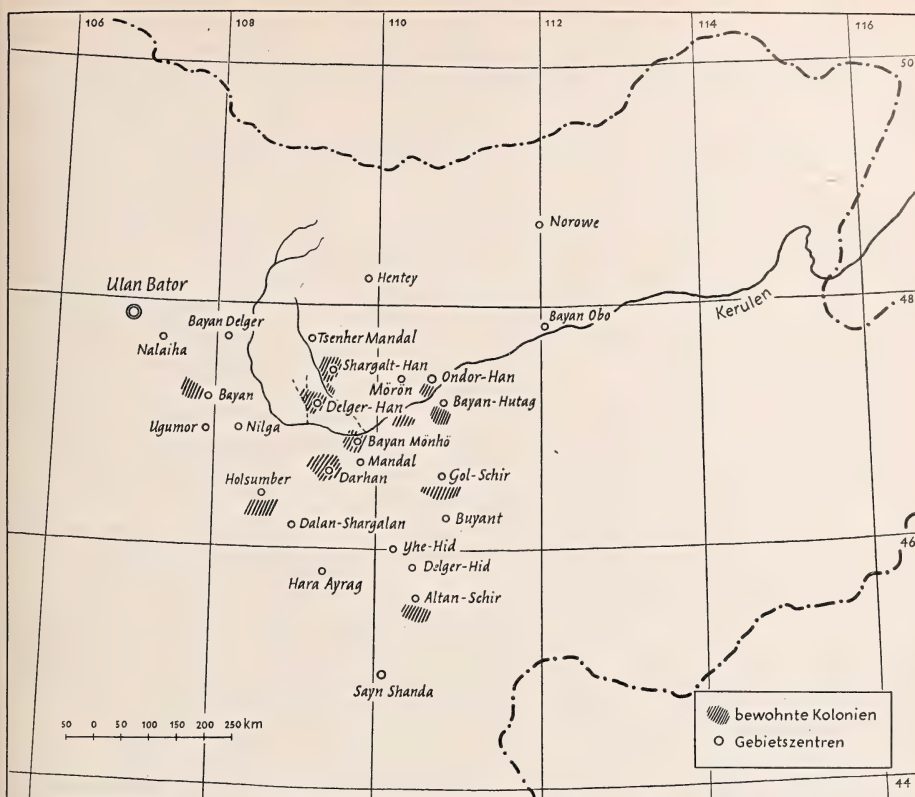 106
108
110
112
114
116
50
Norowe
Hentey
Ulan Bator
48
Kerulen
Bayan Obo
Bayan Delger
Tsenher Mandal
Nalaiha
Shargalt-Han
Mörön
Ondor-Han
Bayan
Delger-Han
Bayan-Hutag
Ugumor
Nilga
Bayan Mönhö
Mandal
Holsumber
Darhan
Gol-Schir
Dalan-Shargalan
Buyant
46
Yhe-Hid
Hara Ayrag
Delger-Hid
Altan-Schir
Sayn Shanda
50 0 50 100 150 200 250 km
bewohnte Kolonien
Gebietszentren
44